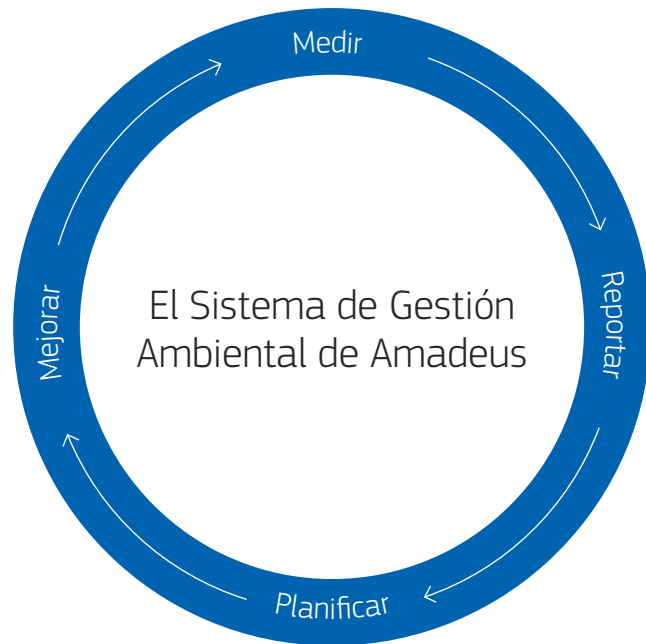 Medir
Reportar
El Sistema de Gestión
Ambiental de Amadeus
Mejorar
Planificar